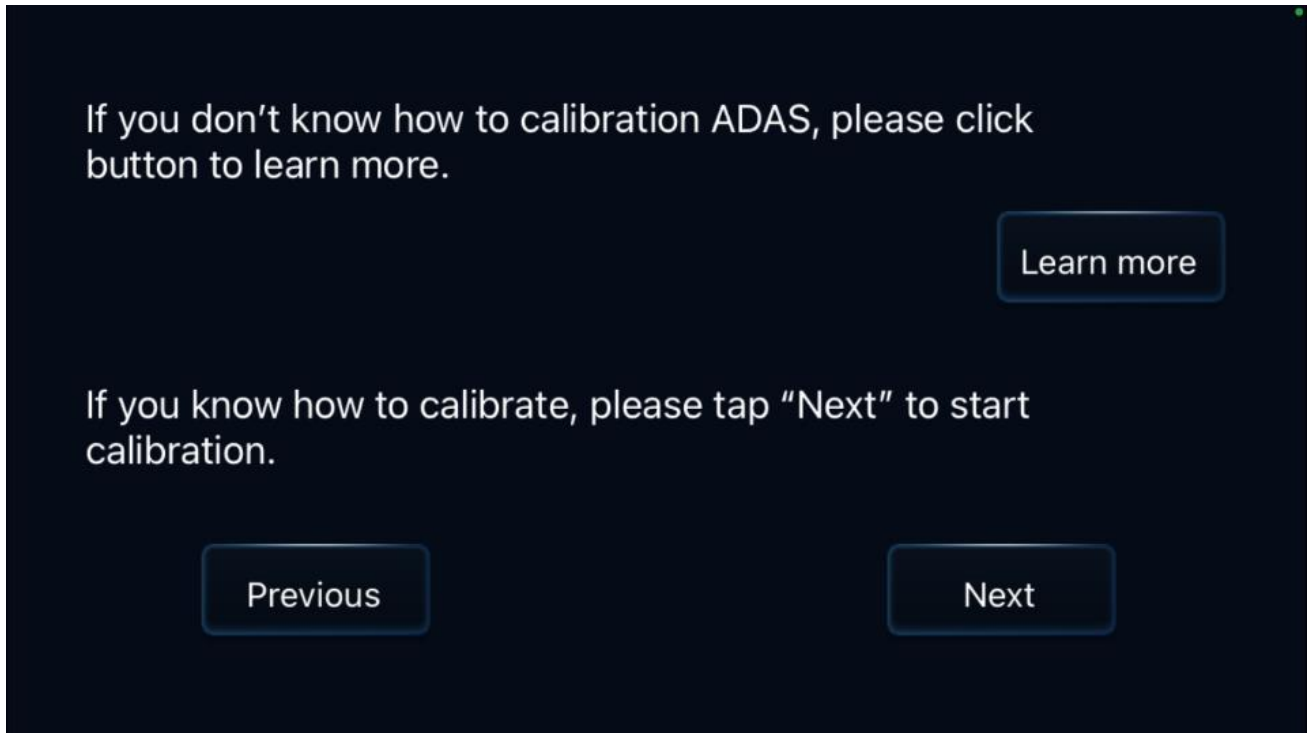 If you don’t know how to calibration ADAS, please click
button to learn more.
Learn more
If you know how to calibrate, please tap “Next” to start
calibration.
Previous
Next